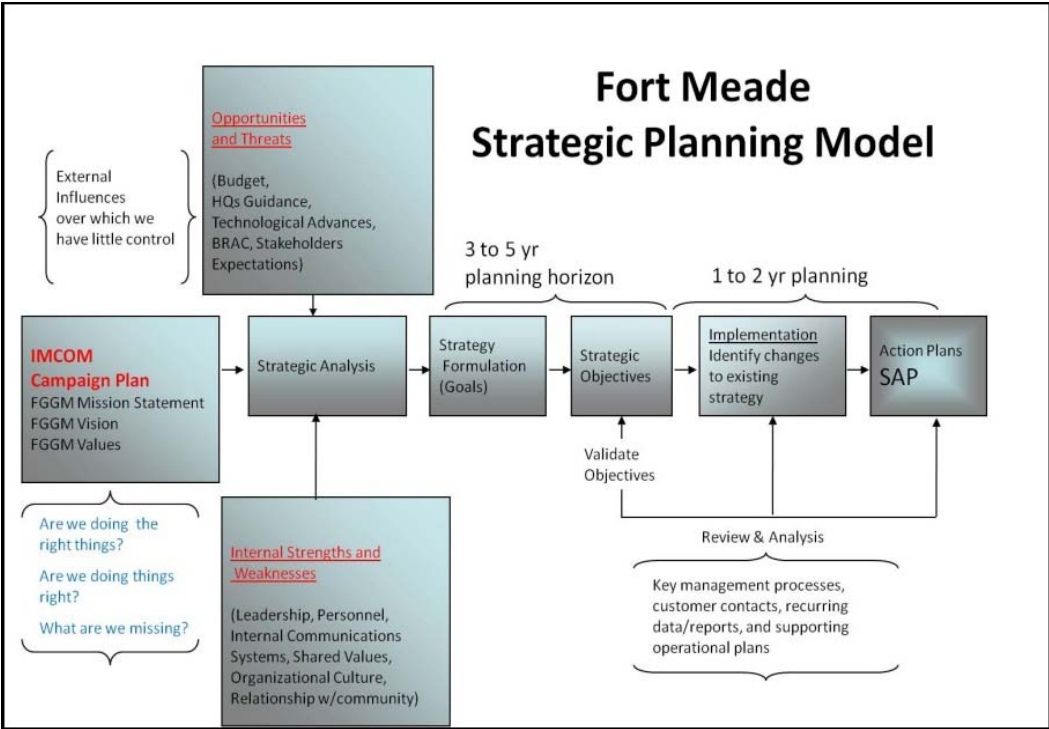 Fort Meade
Strategic Planning Model
External
Influences
over which we
have little control
Opportunities
and Threats
(Budget,
HQs Guidance,
Technological Advances,
BRAC, Stakeholders
Expectations)
3 to 5 yr
planning horizon
1 to 2 yr planning
IMCOM
Campaign Plan
FGGM Mission Statement
FGGM Vision
FGGM Values
Strategic Analysis
Strategy
Formulation
(Goals)
Strategic
Objectives
Implementation
Identify changes
to existing
strategy
Action Plans
SAP
Validate
Objectives
Are we doing the
right things?
Are we doing things
right?
What are we missing?
Internal Strengths and
Weaknesses
(Leadership, Personnel,
Internal Communications
Systems, Shared Values,
Organizational Culture,
Relationship w/community)
Review & Analysis
Key management processes,
customer contacts, recurring
data/reports, and supporting
operational plans